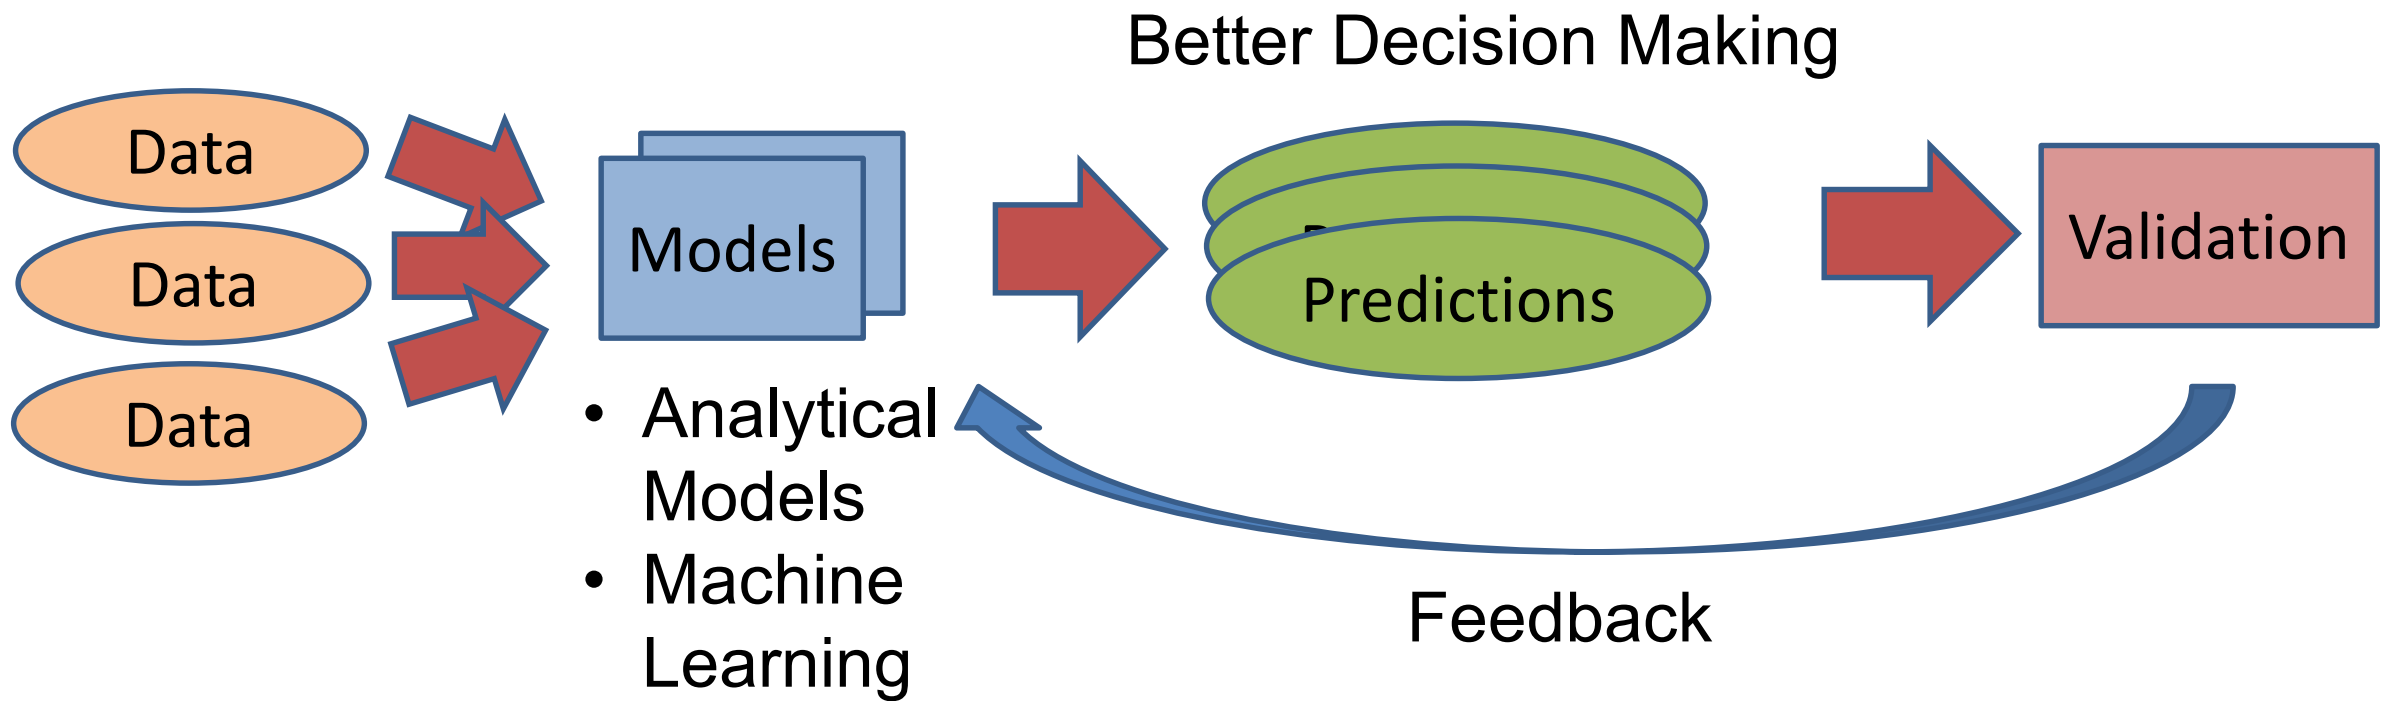 Better Decision Making
Data
Data
Data
Models
Predictions
Validation
• Analytical
Models
• Machine
Learning
Feedback